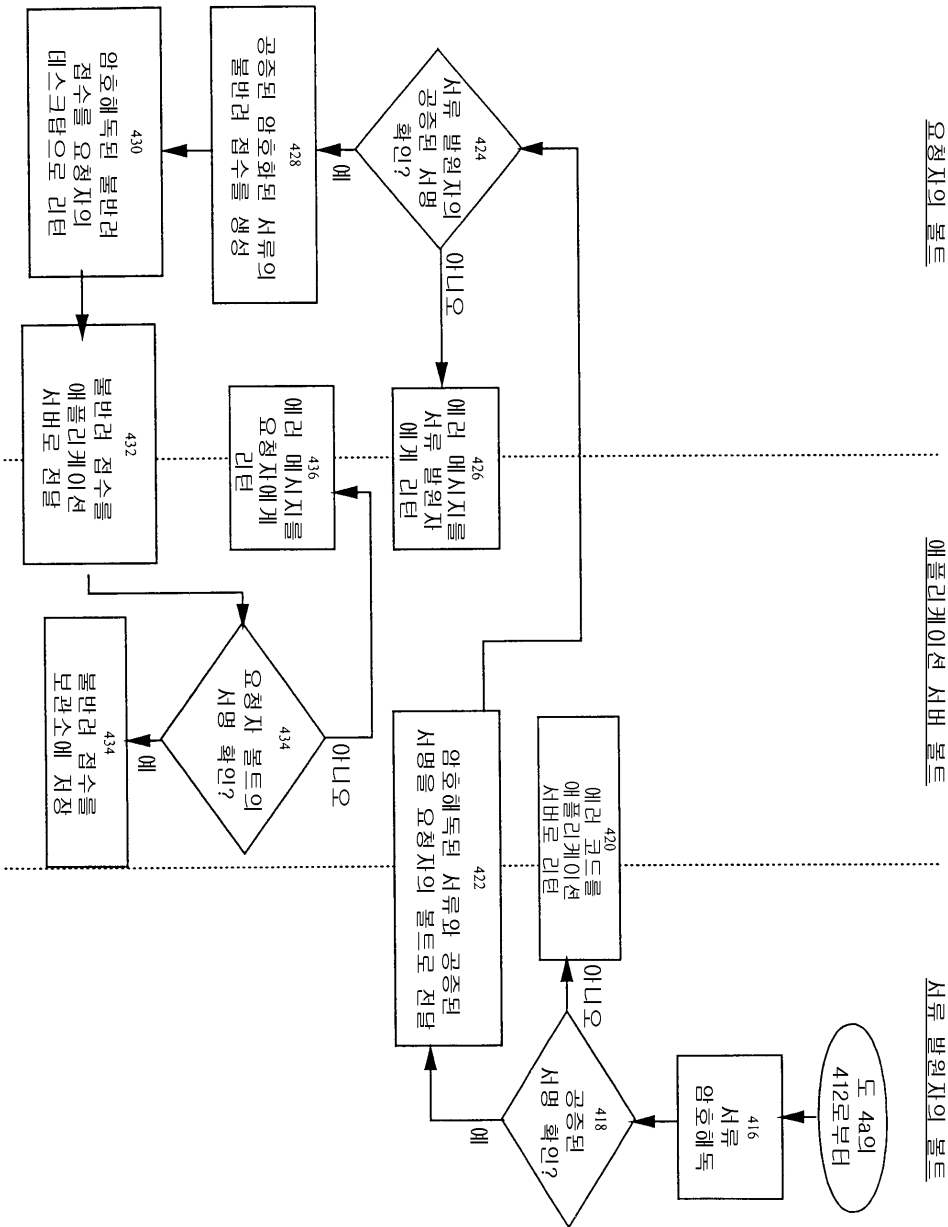 요청자의 볼트
애플리케이션 서버 볼트
서류 발원자의 볼트
도 4a의
412로부터
416
서류
암호해독
418
공증된
서명 확인?
아니오
예
420
에러 코드를
애플리케이션
서버로 리턴
422
암호해독된 서류와 공증된
서명을 요청자의 볼트로 전달
424
서류 발원자의
공증된 서명
확인?
아니오
예
426
에러 메시지를
서류 발원자
에게 리턴
428
공증된 암호화된 서류의
불반려 접수를 생성
430
암호해독된 불반려
접수를 요청자의
데스크탑으로 리턴
432
불반려 접수를
애플리케이션
서버로 전달
434
요청자 볼트의
서명 확인?
아니오
예
436
에러 메시지를
요청자에게
리턴
434
불반려 접수를
보관소에 저장